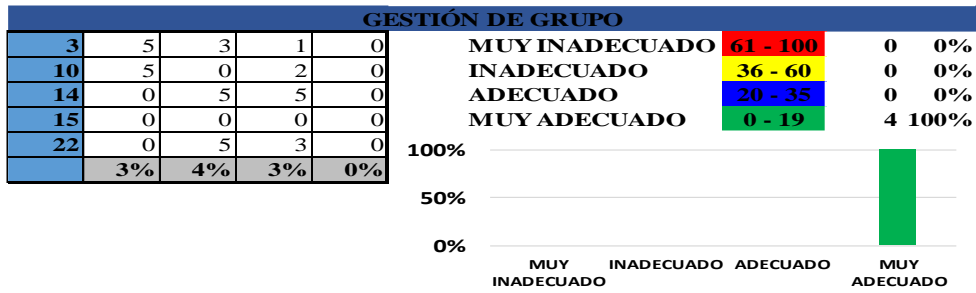 GESTIÓN DE GRUPO
3 5 3 1 0
10 5 0 2 0
14 0 5 5 0
15 0 0 0 0
22 0 5 3 0
3% 4% 3% 0%
MUY INADECUADO 61 - 100 0 0%
INADECUADO 36 - 60 0 0%
ADECUADO 20 - 35 0 0%
MUY ADECUADO 0 - 19 4 100%
100%
50%
0%
MUY INADECUADO
INADECUADO
ADECUADO
MUY ADECUADO